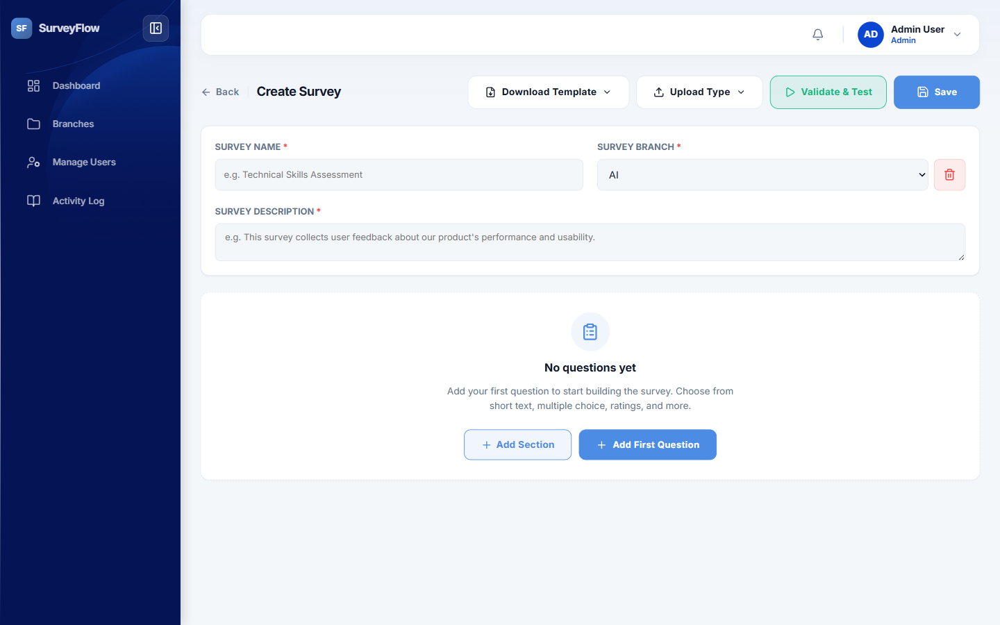 SF SurveyFlow
Dashboard
Branches
Manage Users
Activity Log
AD
Admin User
Admin
Back
Create Survey
Download Template
Upload Type
Validate & Test
Save
SURVEY NAME *
e.g. Technical Skills Assessment
SURVEY BRANCH *
AI
SURVEY DESCRIPTION *
e.g. This survey collects user feedback about our product's performance and usability.
No questions yet
Add your first question to start building the survey. Choose from
short text, multiple choice, ratings, and more.
Add Section
Add First Question